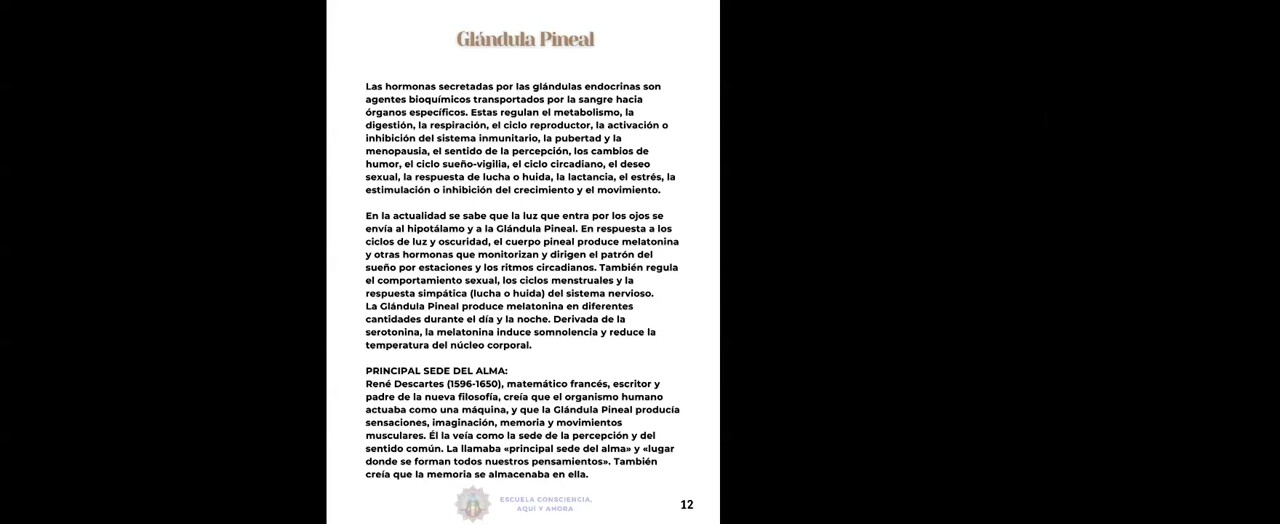 Glándula Pineal
Las hormonas secretadas por las glándulas endocrinas son
agentes bioquímicos transportados por la sangre hacia
órganos específicos. Estas regulan el metabolismo, la
digestión, la respiración, el ciclo reproductor, la activación o
inhibición del sistema inmunitario, la pubertad y la
menopausia, el sentido de la percepción, los cambios de
humor, el ciclo sueño-vigilia, el ciclo circadiano, el deseo
sexual, la respuesta de lucha o huida, la lactancia, el estrés, la
estimulación o inhibición del crecimiento y el movimiento.
En la actualidad se sabe que la luz que entra por los ojos se
envía al hipotálamo y a la Glándula Pineal. En respuesta a los
ciclos de luz y oscuridad, el cuerpo pineal produce melatonina
y otras hormonas que monitorizan y dirigen el patrón del
sueño por estaciones y los ritmos circadianos. También regula
el comportamiento sexual, los ciclos menstruales y la
respuesta simpática (lucha o huida) del sistema nervioso.
La Glándula Pineal produce melatonina en diferentes
cantidades durante el día y la noche. Derivada de la
serotonina, la melatonina induce somnolencia y reduce la
temperatura del núcleo corporal.
PRINCIPAL SEDE DEL ALMA:
René Descartes (1596-1650), matemático francés, escritor y
padre de la nueva filosofía, creía que el organismo humano
actuaba como una máquina, y que la Glándula Pineal producía
sensaciones, imaginación, memoria y movimientos
musculares. Él la veía como la sede de la percepción y del
sentido común. La llamaba «principal sede del alma» y «lugar
donde se forman todos nuestros pensamientos». También
creía que la memoria se almacenaba en ella.
ESCUELA CONSCIENCIA,
AQUÍ Y AHORA
12